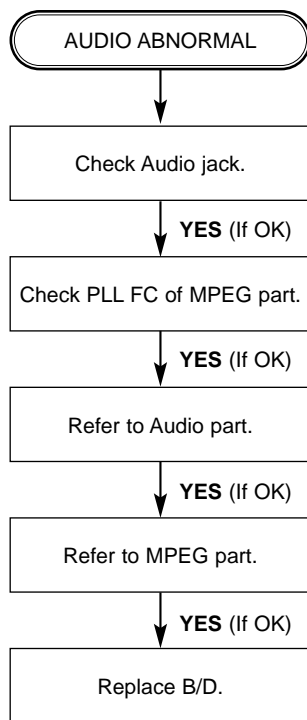 AUDIO ABNORMAL
Check Audio jack.
YES (If OK)
Check PLL FC of MPEG part.
YES (If OK)
Refer to Audio part.
YES (If OK)
Refer to MPEG part.
YES (If OK)
Replace B/D.